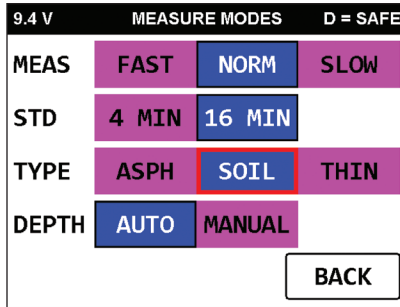 9.4 V MEASURE MODES D = SAFE
MEAS FAST NORM SLOW
STD 4 MIN 16 MIN
TYPE ASPH SOIL THIN
DEPTH AUTO MANUAL
BACK